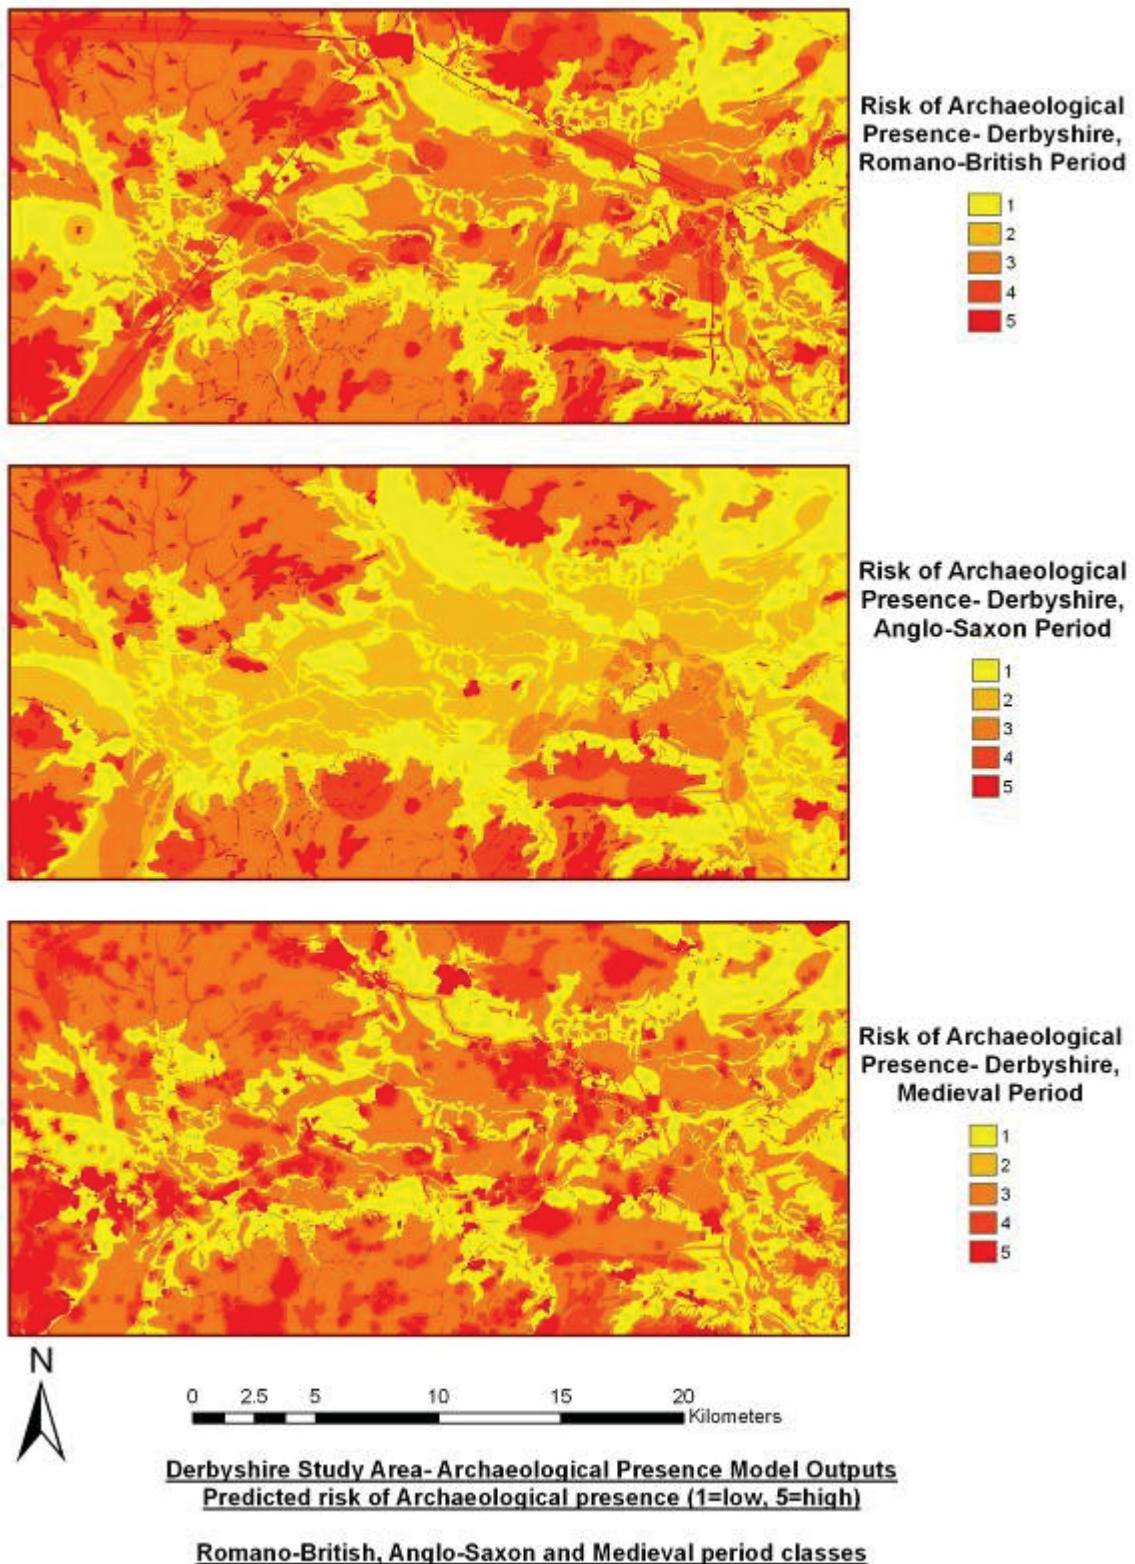 Risk of Archaeological
Presence- Derbyshire,
Romano-British Period
1
2
3
4
5
Risk of Archaeological
Presence- Derbyshire,
Anglo-Saxon Period
1
2
3
4
5
Risk of Archaeological
Presence- Derbyshire,
Medieval Period
1
2
3
4
5
N
0 2.5 5 10 15 20
Kilometers
Derbyshire Study Area- Archaeological Presence Model Outputs
Predicted risk of Archaeological presence (1=low, 5=high)
Romano-British, Anglo-Saxon and Medieval period classes